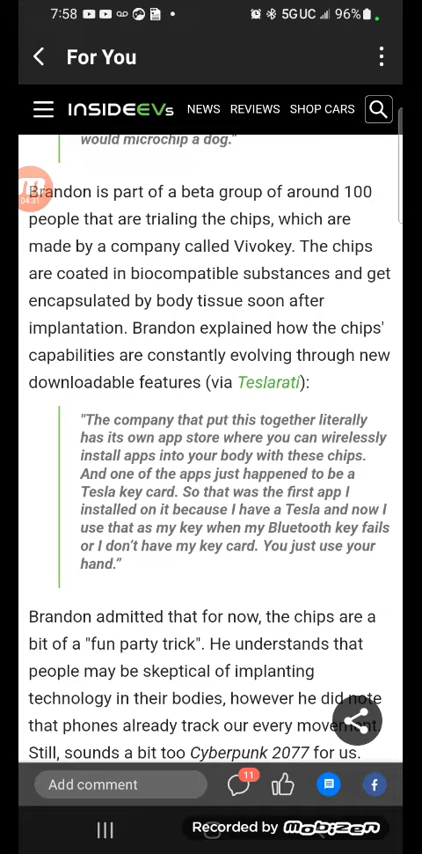 7:58 5GUC 96%
For You
INSIDEEVs NEWS REVIEWS SHOP CARS
would microchip a dog."
Brandon is part of a beta group of around 100
people that are trialing the chips, which are
04:31
made by a company called Vivokey. The chips
are coated in biocompatible substances and get
encapsulated by body tissue soon after
implantation. Brandon explained how the chips'
capabilities are constantly evolving through new
downloadable features (via Teslarati):
"The company that put this together literally
has its own app store where you can wirelessly
install apps into your body with these chips.
And one of the apps just happened to be a
Tesla key card. So that was the first app I
installed on it because I have a Tesla and now I
use that as my key when my Bluetooth key fails
or I don’t have my key card. You just use your
hand.”
Brandon admitted that for now, the chips are a
bit of a "fun party trick". He understands that
people may be skeptical of implanting
technology in their bodies, however he did note
that phones already track our every movement
Still, sounds a bit too Cyberpunk 2077 for us.
Add comment 11
Recorded by MOBIZEN